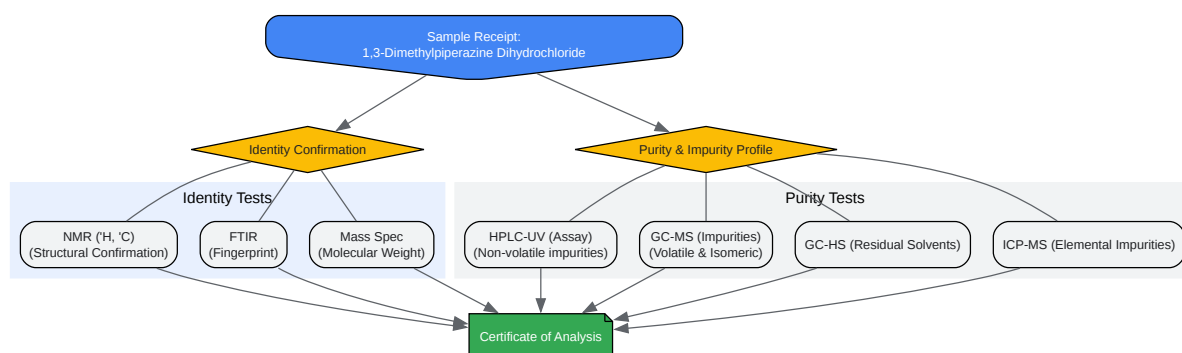 Sample Receipt:
1,3-Dimethylpiperazine Dihydrochloride
Identity Confirmation
Purity & Impurity Profile
Identity Tests
Purity Tests
NMR ('H, 'C)
(Structural Confirmation)
FTIR
(Fingerprint)
Mass Spec
(Molecular Weight)
HPLC-UV (Assay)
(Non-volatile impurities)
GC-MS (Impurities)
(Volatile & Isomeric)
GC-HS (Residual Solvents)
ICP-MS (Elemental Impurities)
Certificate of Analysis